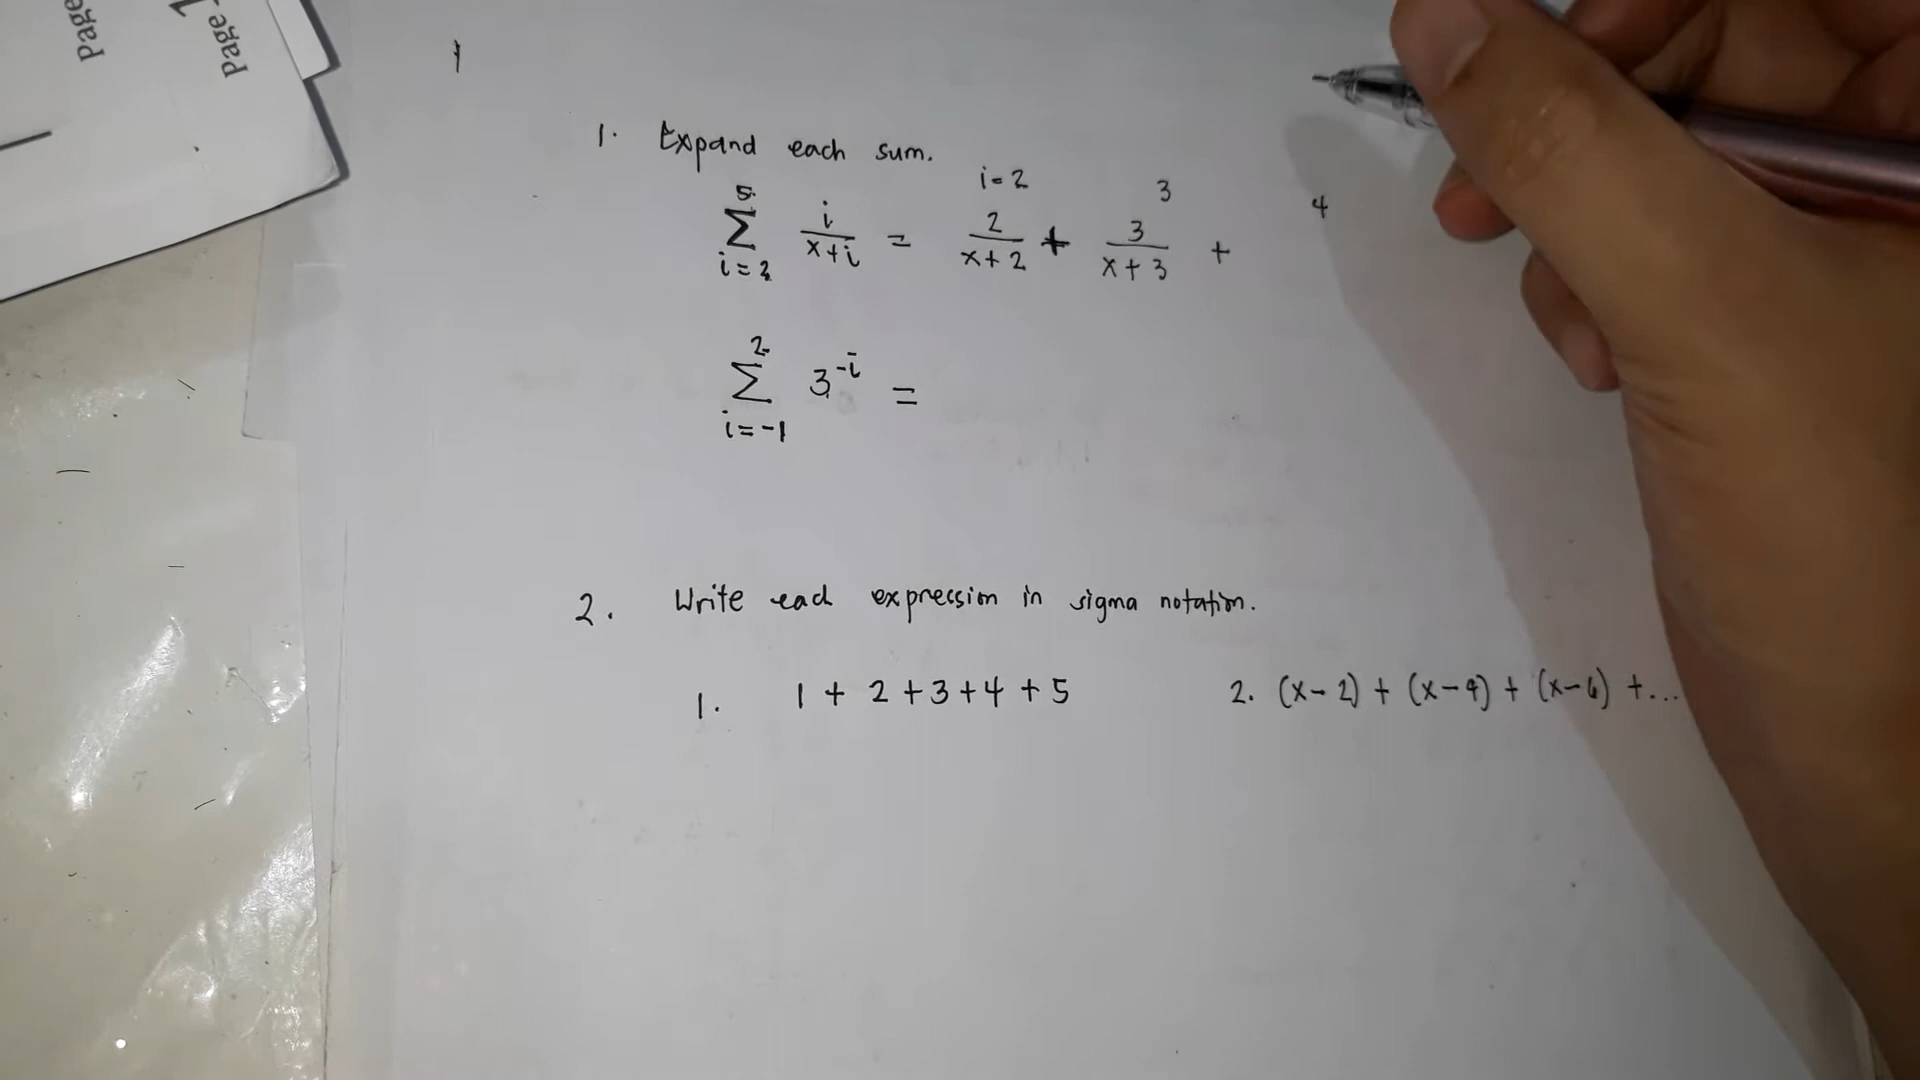 Page
Page 1
1. Expand each sum.
i=2 3 4
5 ∑ i=2 i/(x+i) = 2/(x+2) + 3/(x+3) +
2 ∑ i=-1 3^-i =
2. Write each expression in sigma notation.
1. 1 + 2 + 3 + 4 + 5 2. (x-2) + (x-4) + (x-6) + ...